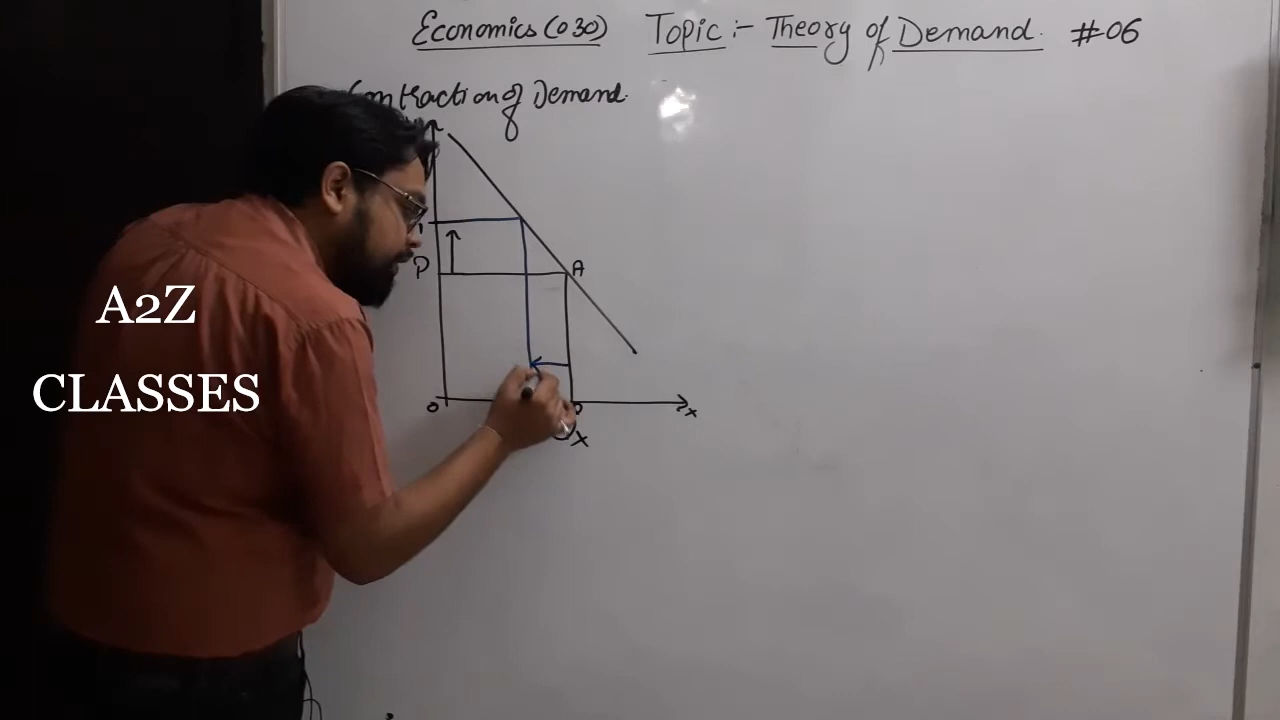 Economics (030) Topic :- Theory of Demand. #06
Contraction of Demand.
P
A
O
X
X
A2Z
CLASSES